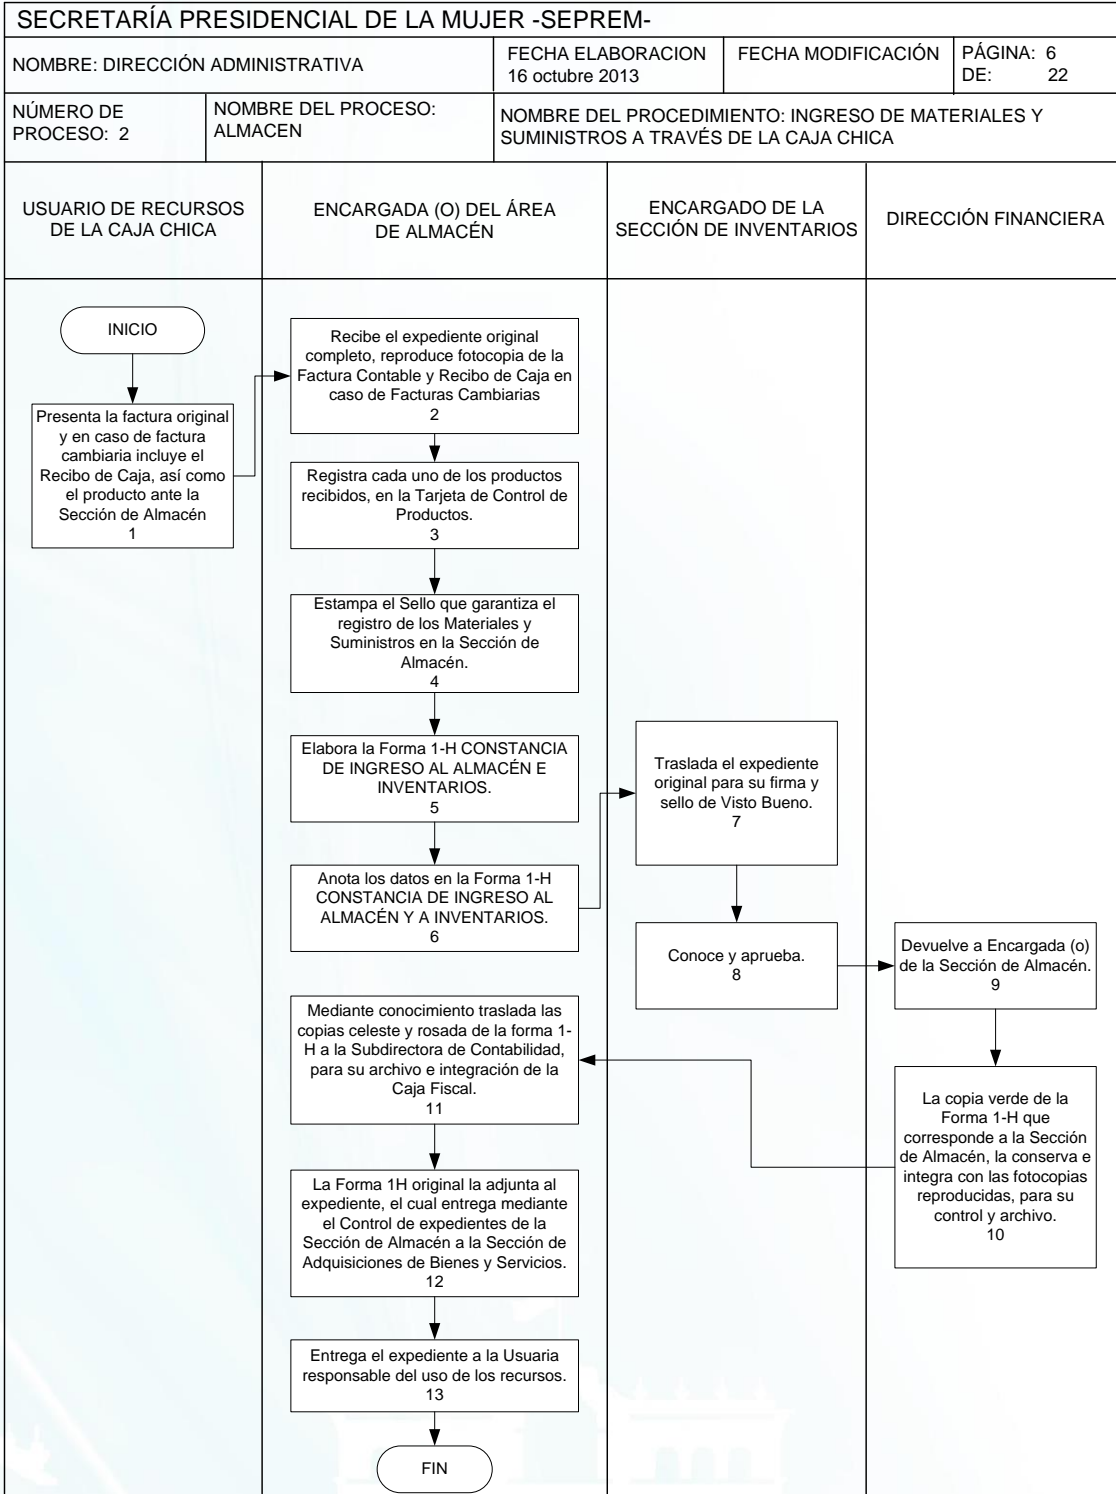 SECRETARÍA PRESIDENCIAL DE LA MUJER -SEPREM-
NOMBRE: DIRECCIÓN ADMINISTRATIVA
FECHA ELABORACION
16 octubre 2013
FECHA MODIFICACIÓN
PÁGINA: 6
DE: 22
NÚMERO DE
PROCESO: 2
NOMBRE DEL PROCESO:
ALMACEN
NOMBRE DEL PROCEDIMIENTO: INGRESO DE MATERIALES Y
SUMINISTROS A TRAVÉS DE LA CAJA CHICA
USUARIO DE RECURSOS
DE LA CAJA CHICA
ENCARGADA (O) DEL ÁREA
DE ALMACÉN
ENCARGADO DE LA
SECCIÓN DE INVENTARIOS
DIRECCIÓN FINANCIERA
INICIO
Presenta la factura original
y en caso de factura
cambiaria incluye el
Recibo de Caja, así como
el producto ante la
Sección de Almacén
1
Recibe el expediente original
completo, reproduce fotocopia de la
Factura Contable y Recibo de Caja en
caso de Facturas Cambiarias
2
Registra cada uno de los productos
recibidos, en la Tarjeta de Control de
Productos.
3
Estampa el Sello que garantiza el
registro de los Materiales y
Suministros en la Sección de
Almacén.
4
Elabora la Forma 1-H CONSTANCIA
DE INGRESO AL ALMACÉN E
INVENTARIOS.
5
Anota los datos en la Forma 1-H
CONSTANCIA DE INGRESO AL
ALMACÉN Y A INVENTARIOS.
6
Traslada el expediente
original para su firma y
sello de Visto Bueno.
7
Conoce y aprueba.
8
Devuelve a Encargada (o)
de la Sección de Almacén.
9
La copia verde de la
Forma 1-H que
corresponde a la Sección
de Almacén, la conserva e
integra con las fotocopias
reproducidas, para su
control y archivo.
10
Mediante conocimiento traslada las
copias celeste y rosada de la forma 1-
H a la Subdirectora de Contabilidad,
para su archivo e integración de la
Caja Fiscal.
11
La Forma 1H original la adjunta al
expediente, el cual entrega mediante
el Control de expedientes de la
Sección de Almacén a la Sección de
Adquisiciones de Bienes y Servicios.
12
Entrega el expediente a la Usuaria
responsable del uso de los recursos.
13
FIN